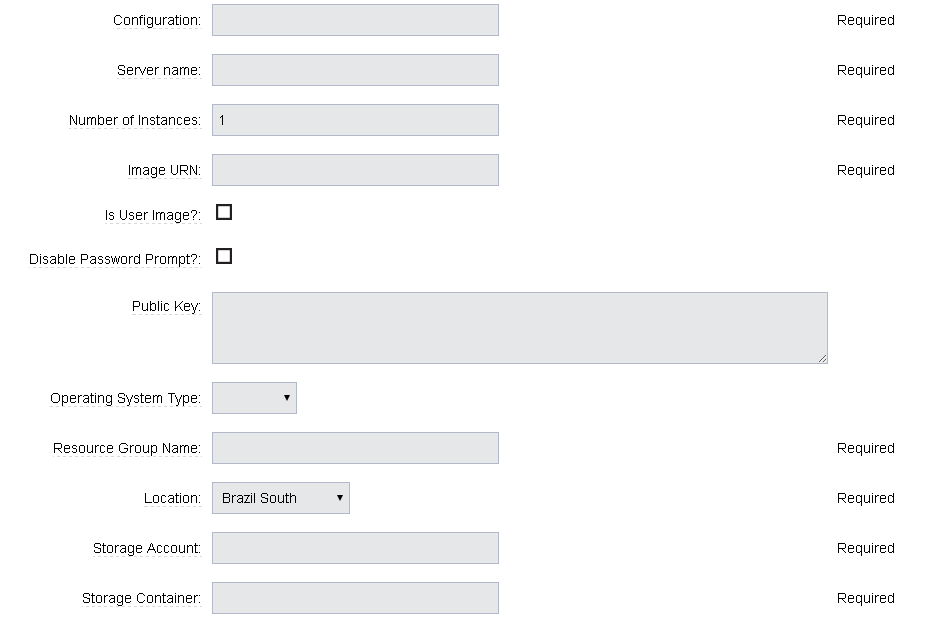 Configuration: Required
Server name: Required
Number of Instances: 1 Required
Image URN: Required
Is User Image?:
Disable Password Prompt?:
Public Key:
Operating System Type:
Resource Group Name: Required
Location: Brazil South Required
Storage Account: Required
Storage Container: Required